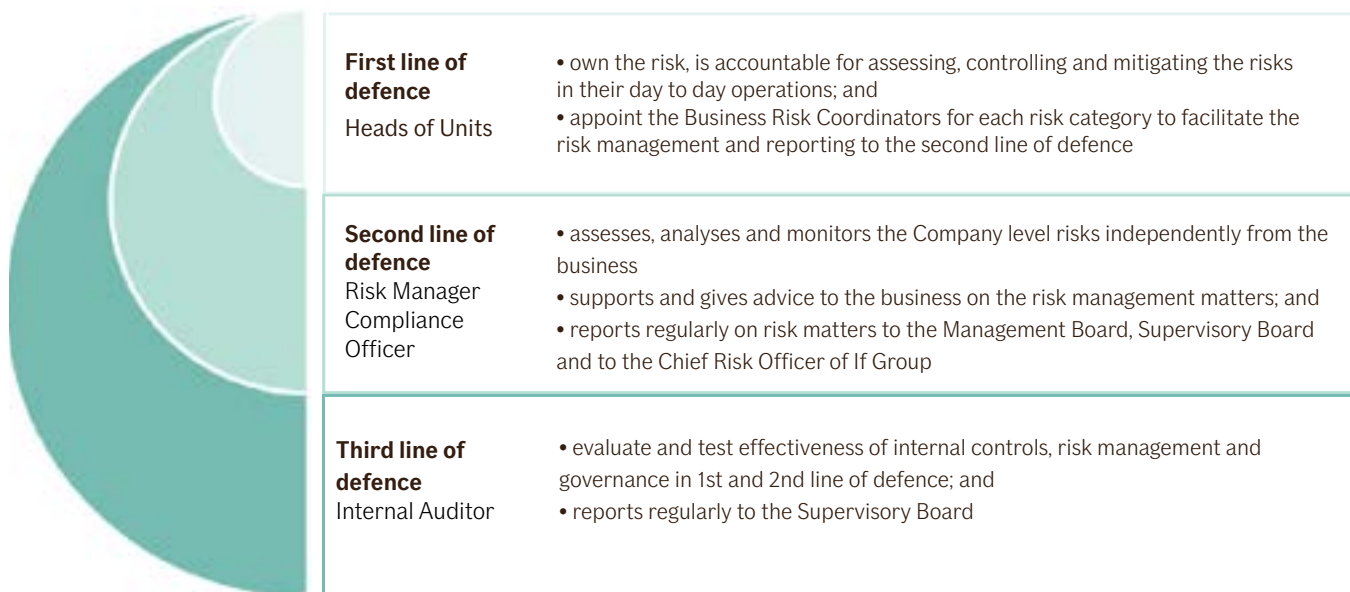 First line of
defence
Heads of Units
• own the risk, is accountable for assessing, controlling and mitigating the risks
in their day to day operations; and
• appoint the Business Risk Coordinators for each risk category to facilitate the
risk management and reporting to the second line of defence
Second line of
defence
Risk Manager
Compliance
Officer
• assesses, analyses and monitors the Company level risks independently from the
business
• supports and gives advice to the business on the risk management matters; and
• reports regularly on risk matters to the Management Board, Supervisory Board
and to the Chief Risk Officer of If Group
Third line of
defence
Internal Auditor
• evaluate and test effectiveness of internal controls, risk management and
governance in 1st and 2nd line of defence; and
• reports regularly to the Supervisory Board